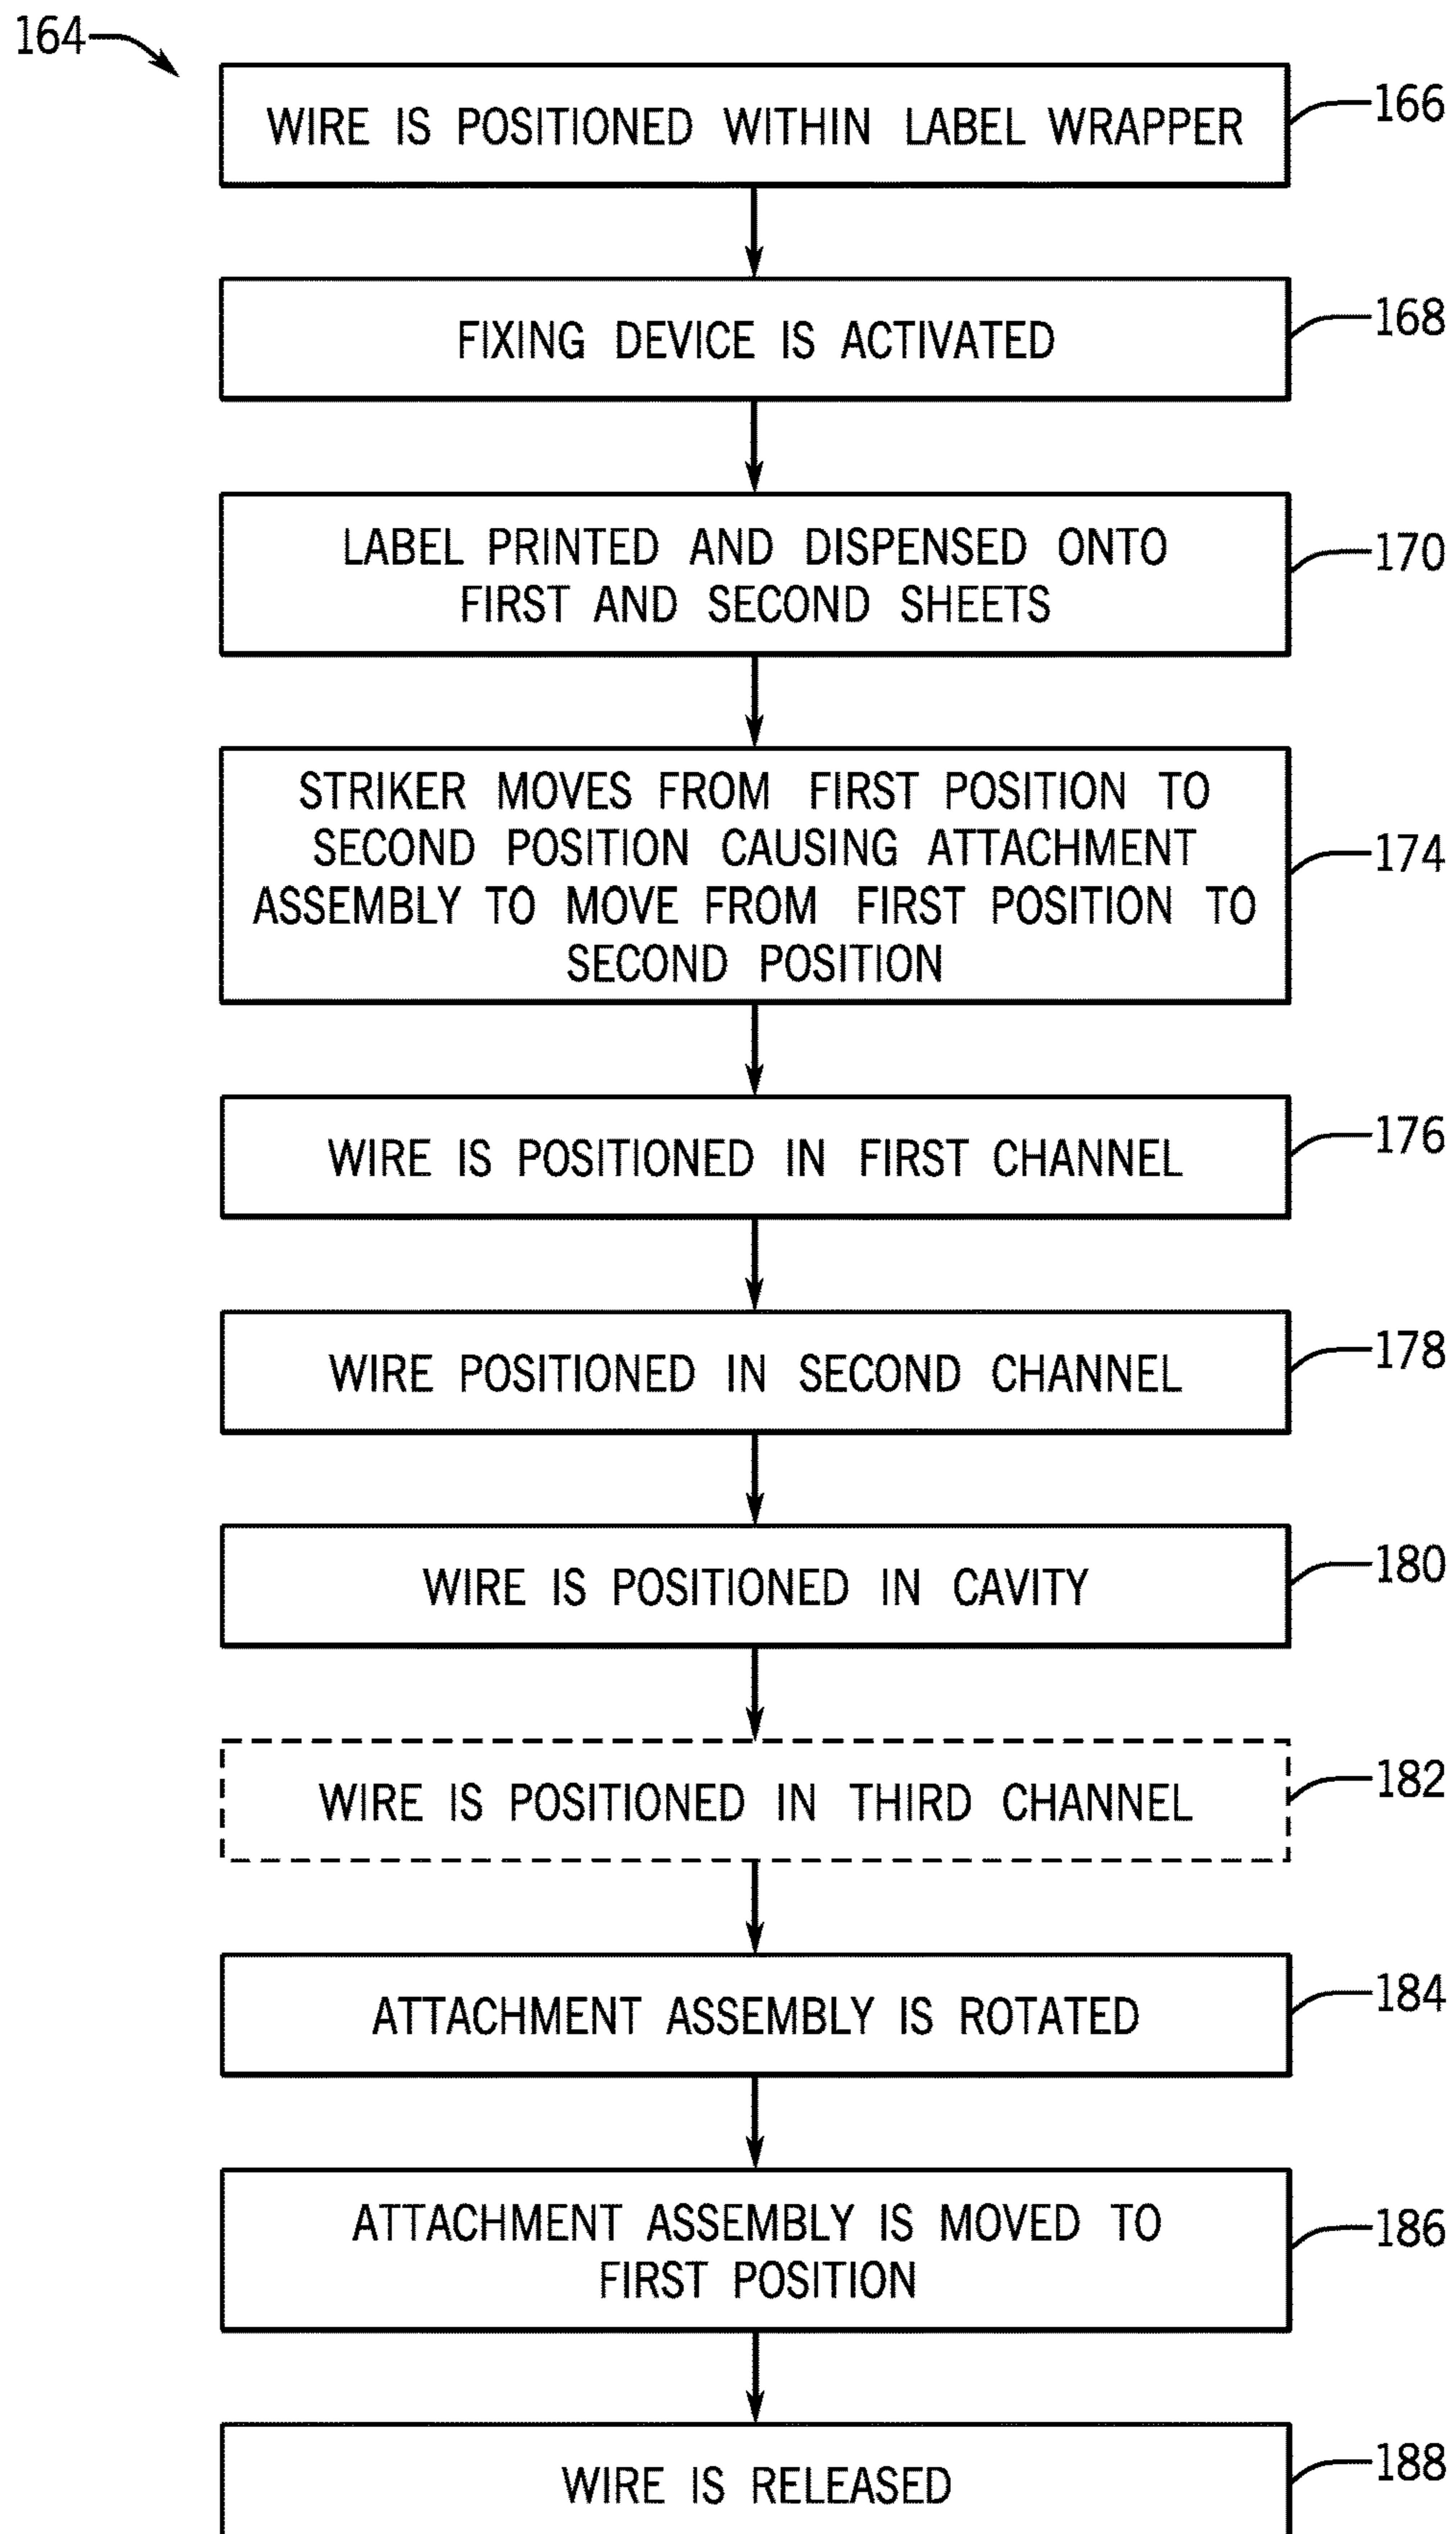 164
WIRE IS POSITIONED WITHIN LABEL WRAPPER
166
FIXING DEVICE IS ACTIVATED
168
LABEL PRINTED AND DISPENSED ONTO
FIRST AND SECOND SHEETS
170
STRIKER MOVES FROM FIRST POSITION TO
SECOND POSITION CAUSING ATTACHMENT
ASSEMBLY TO MOVE FROM FIRST POSITION TO
SECOND POSITION
174
WIRE IS POSITIONED IN FIRST CHANNEL
176
WIRE POSITIONED IN SECOND CHANNEL
178
WIRE IS POSITIONED IN CAVITY
180
WIRE IS POSITIONED IN THIRD CHANNEL
182
ATTACHMENT ASSEMBLY IS ROTATED
184
ATTACHMENT ASSEMBLY IS MOVED TO
FIRST POSITION
186
WIRE IS RELEASED
188